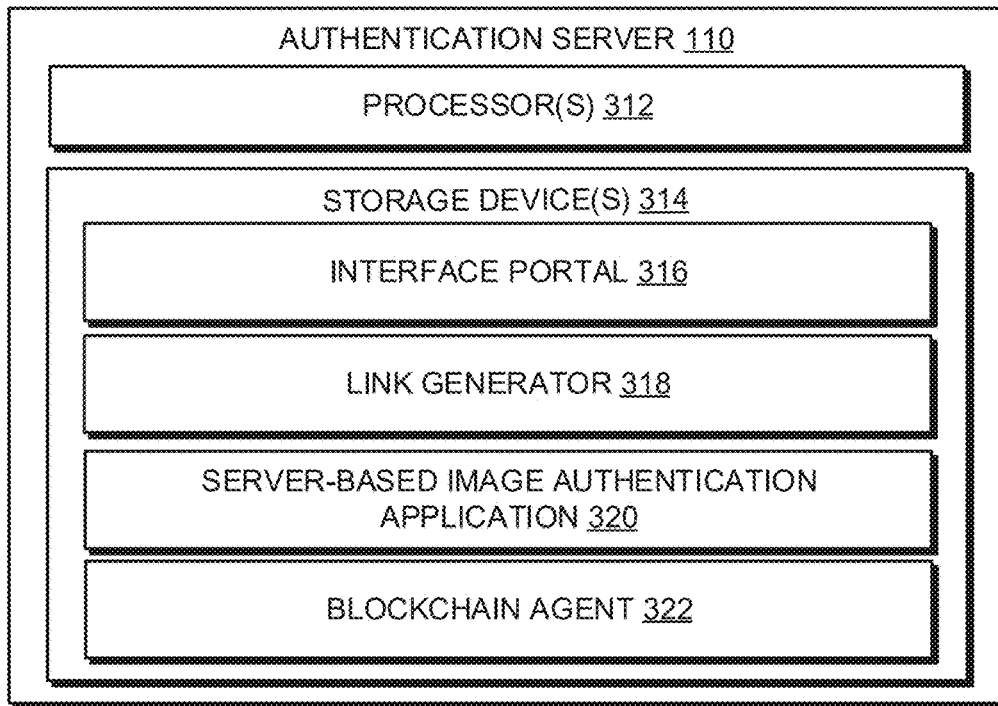 AUTHENTICATION SERVER 110
PROCESSOR(S) 312
STORAGE DEVICE(S) 314
INTERFACE PORTAL 316
LINK GENERATOR 318
SERVER-BASED IMAGE AUTHENTICATION
APPLICATION 320
BLOCKCHAIN AGENT 322